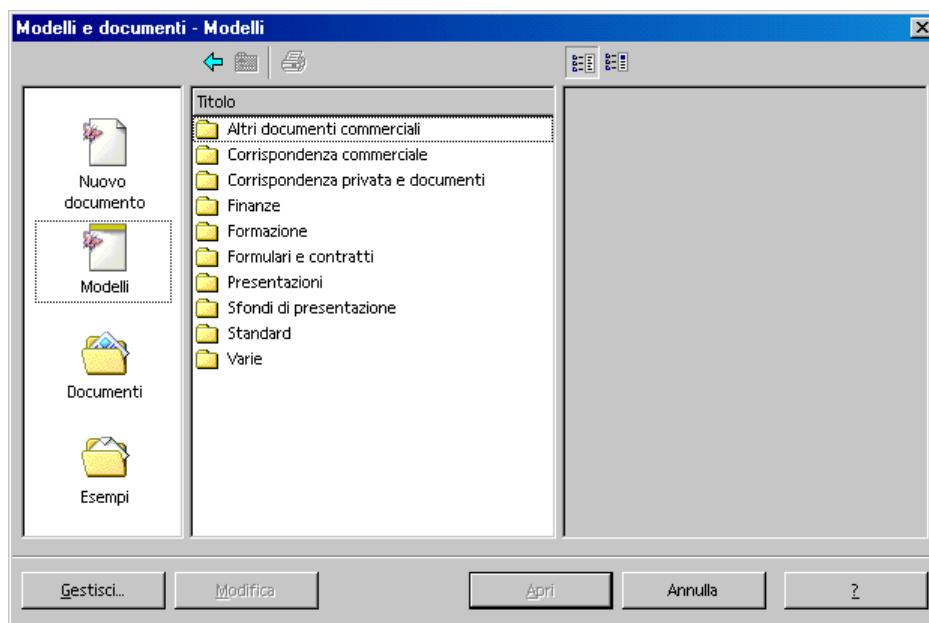 Modelli e documenti - Modelli
Nuovo
documento
Modelli
Documenti
Esempi
Titolo
Altri documenti commerciali
Corrispondenza commerciale
Corrispondenza privata e documenti
Finanze
Formazione
Formulari e contratti
Presentazioni
Sfondi di presentazione
Standard
Varie
Gestisci...
Modifica
Apri
Annulla
?